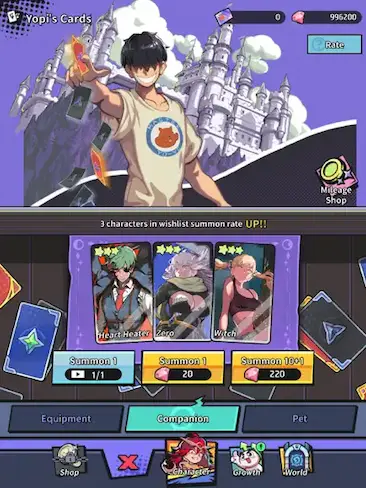 Yopi's Cards
0
996200
Rate
Mileage
Shop
3 characters in wishlist summon rate UP!!
Heart Heater
Zero
Witch
Summon 1
1/1
Summon 1
20
Summon 10+1
220
Equipment
Companion
Pet
Shop
Character
Growth
World